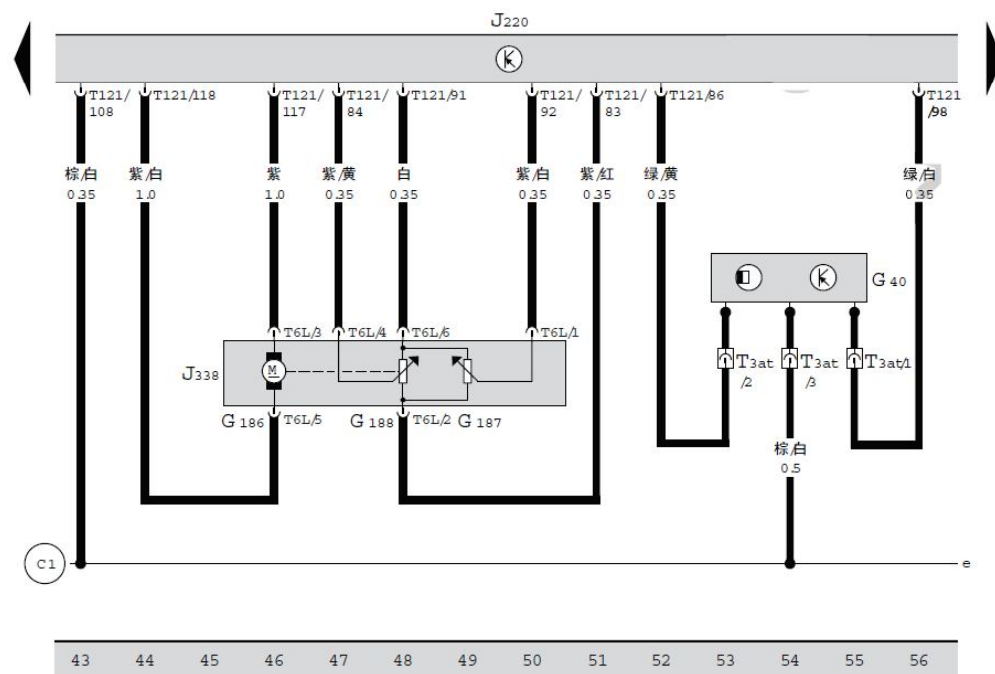 J220
T121/ T121/118 T121/ T121/ T121/91 T121/ T121/ T121/86 T121
108 117 84 92 83 /98
棕/白 紫/白 紫 紫/黄 白 紫/白 紫/红 绿/黄 绿/白
0.35 1.0 1.0 0.35 0.35 0.35 0.35 0.35 0.35
G 40
T6L/3 T6L/4 T6L/6 T6L/1
M
T3at T3at T3at/1
/2 /3
J338
G 186 T6L/5 G 188 T6L/2 G 187
棕/白
0.5
C1 e
43 44 45 46 47 48 49 50 51 52 53 54 55 56